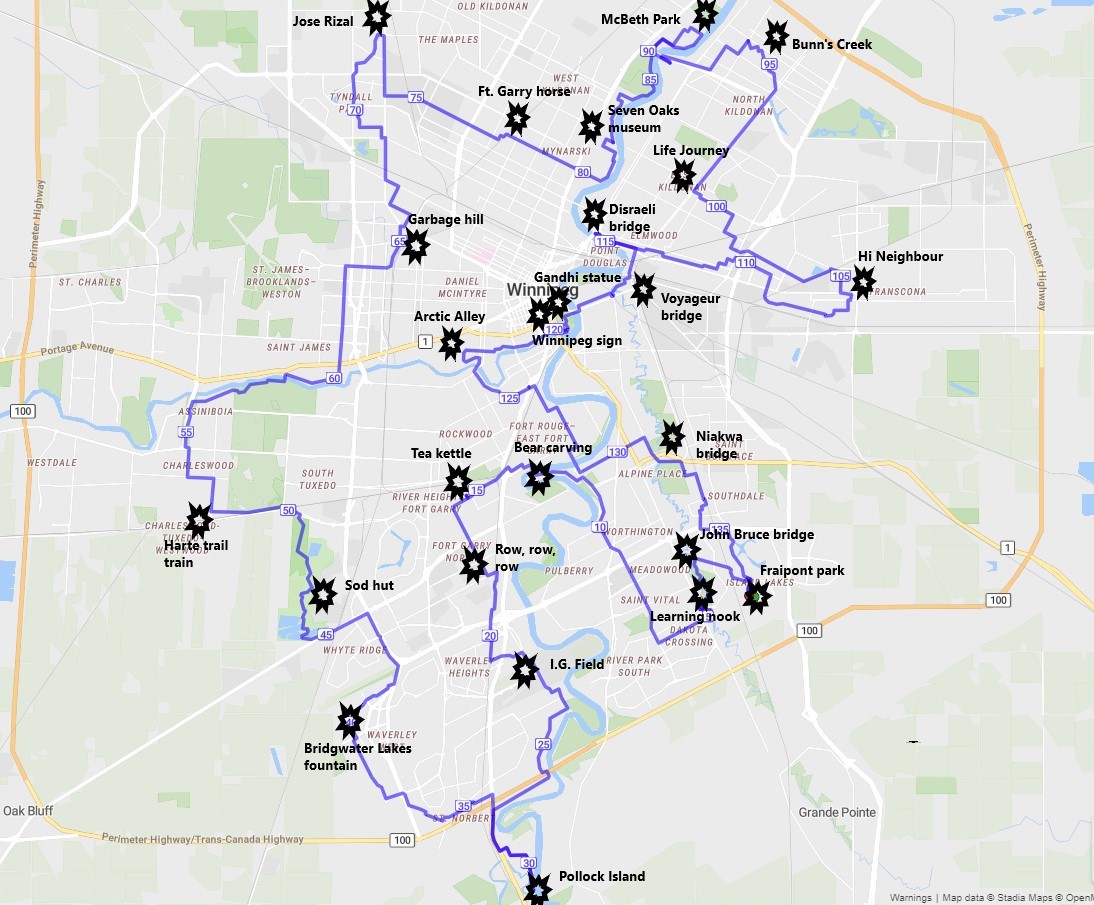 OLD KILDONAN
Jose Rizal
McBeth Park
THE MAPLES
Bunn's Creek
90
95
85
WEST
Ft. Garry horse
75
TYNDALL
70
NORTH
KILDONAN
Seven Oaks
museum
MYNARSKI
Life Journey
80
100
Disraeli
bridge
Garbage hill
65
115
ELMWOOD
POINT
DOUGLAS
110
Hi Neighbour
105
TRANSCONA
Perimeter Highway
Perimeter Highway
ST. CHARLES
ST. JAMES-
BROOKLANDS-
WESTON
DANIEL
MCINTYRE
Gandhi statue
Winnipeg
Voyageur
bridge
Arctic Alley
120
Winnipeg sign
1
SAINT JAMES
Portage Avenue
60
100
ASSINIBOIA
125
55
ROCKWOOD
FORT ROUGE-
EAST FORT
Niakwa
bridge
Bear carving
130
Tea kettle
WESTDALE
CHARLESWOOD
SOUTH
TUXEDO
ALPINE PLACE
15
RIVER HEIGHTS
FORT GARRY
SOUTHDALE
50
Harte trail
train
10
WORTHINGTON
135
John Bruce bridge
Row, row,
row
1
PULBERRY
MEADOWOOD
Fraipont park
ISLAND LAKES
Sod hut
SAINT VITAL
100
Learning nook
45
20
DAKOTA
CROSSING
100
WHYTE RIDGE
WAVERLEY
HEIGHTS
I.G. Field
RIVER PARK
SOUTH
Bridgwater Lakes
fountain
WAVERLEY
25
35
ST. NORBERT
Oak Bluff
Grande Pointe
Perimeter Highway/Trans-Canada Highway
100
30
Pollock Island
Warnings | Map data © Stadia Maps © OpenM